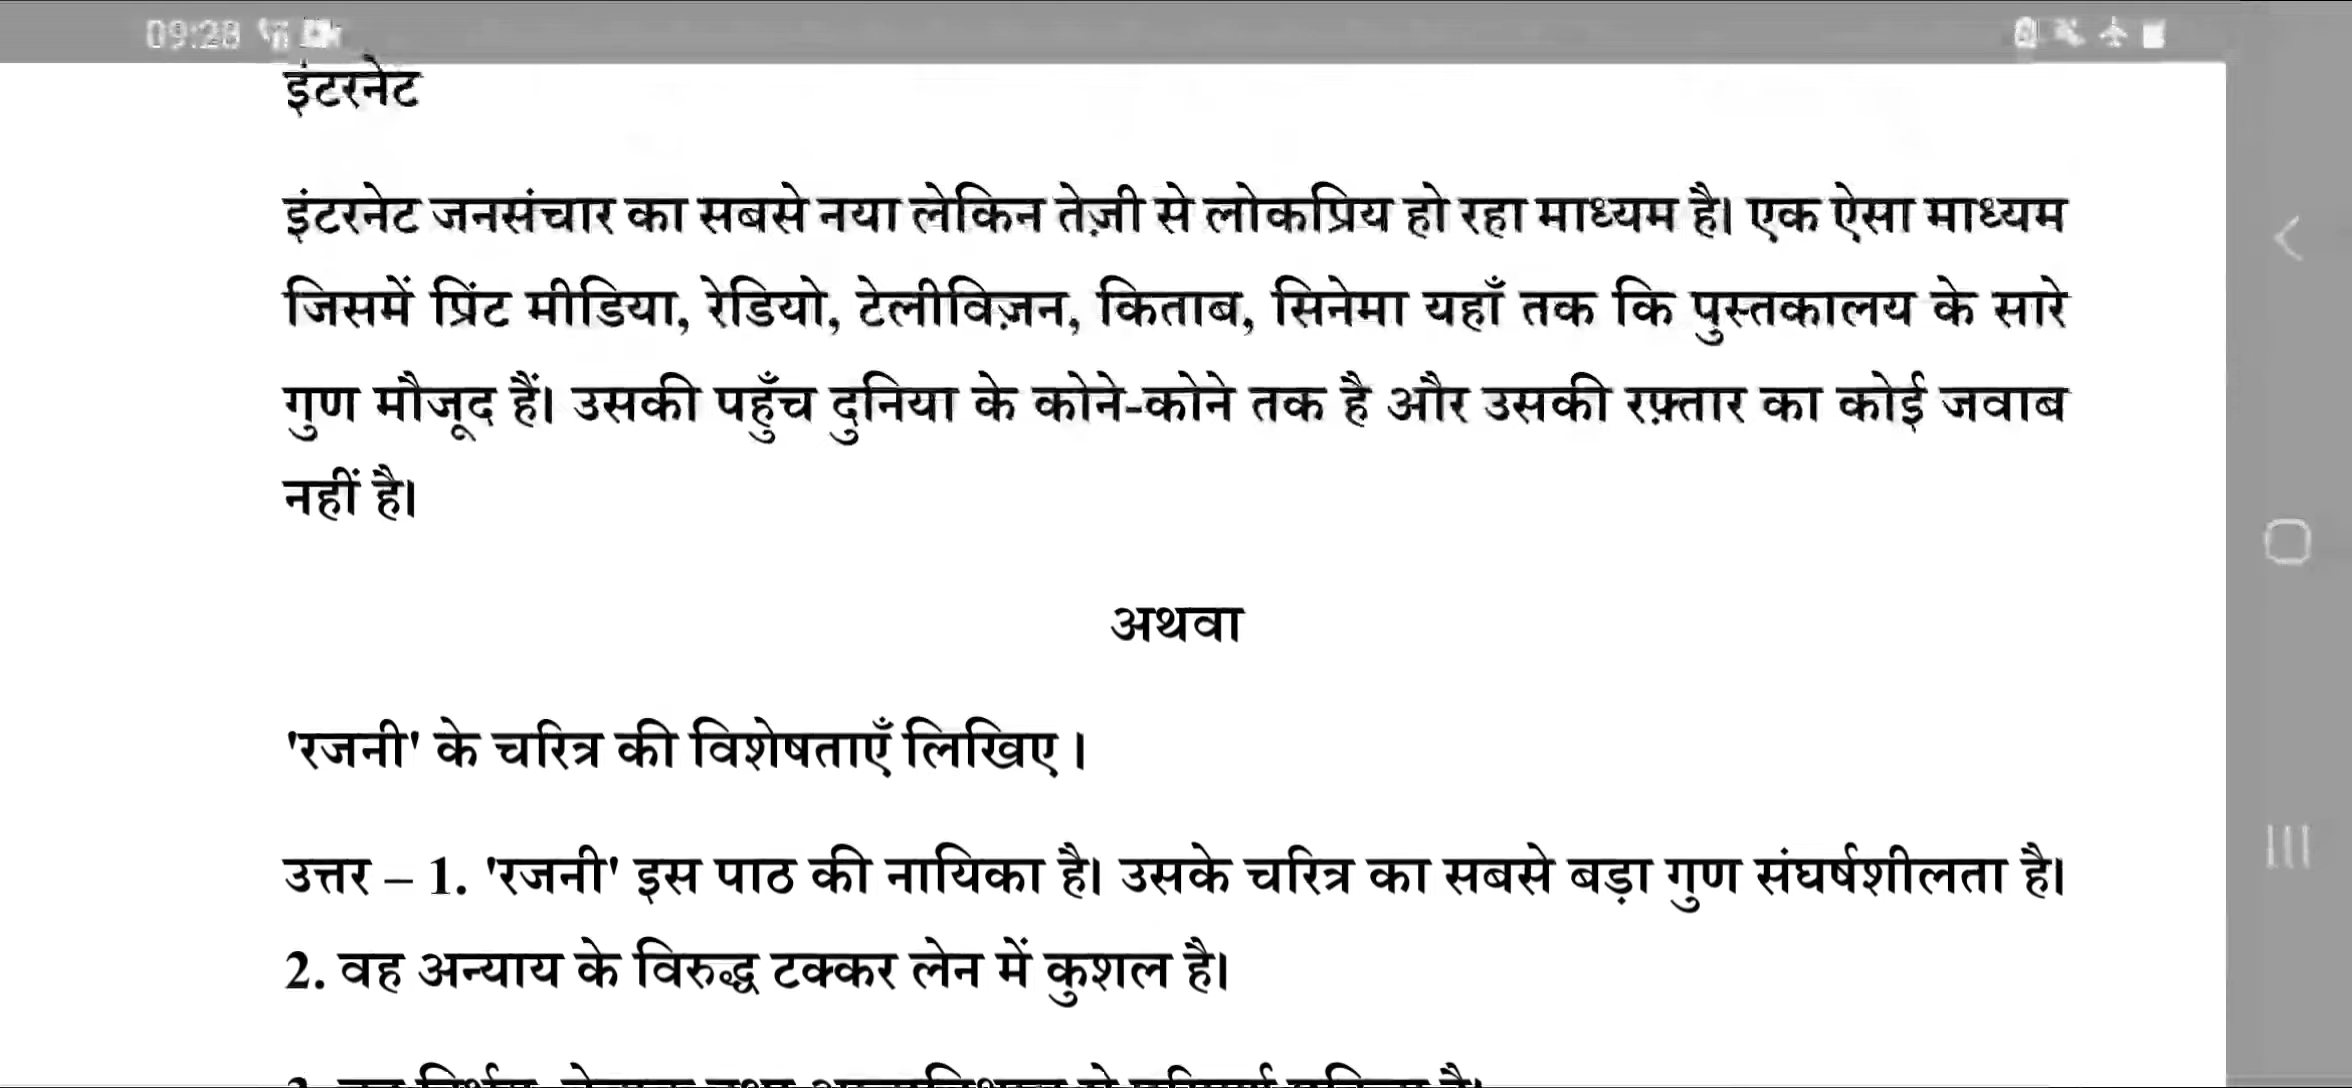 09:28
इंटरनेट
इंटरनेट जनसंचार का सबसे नया लेकिन तेज़ी से लोकप्रिय हो रहा माध्यम है। एक ऐसा माध्यम
जिसमें प्रिंट मीडिया, रेडियो, टेलीविज़न, किताब, सिनेमा यहाँ तक कि पुस्तकालय के सारे
गुण मौजूद हैं। उसकी पहुँच दुनिया के कोने-कोने तक है और उसकी रफ़्तार का कोई जवाब
नहीं है।
अथवा
'रजनी' के चरित्र की विशेषताएँ लिखिए।
उत्तर – 1. 'रजनी' इस पाठ की नायिका है। उसके चरित्र का सबसे बड़ा गुण संघर्षशीलता है।
2. वह अन्याय के विरुद्ध टक्कर लेन में कुशल है।